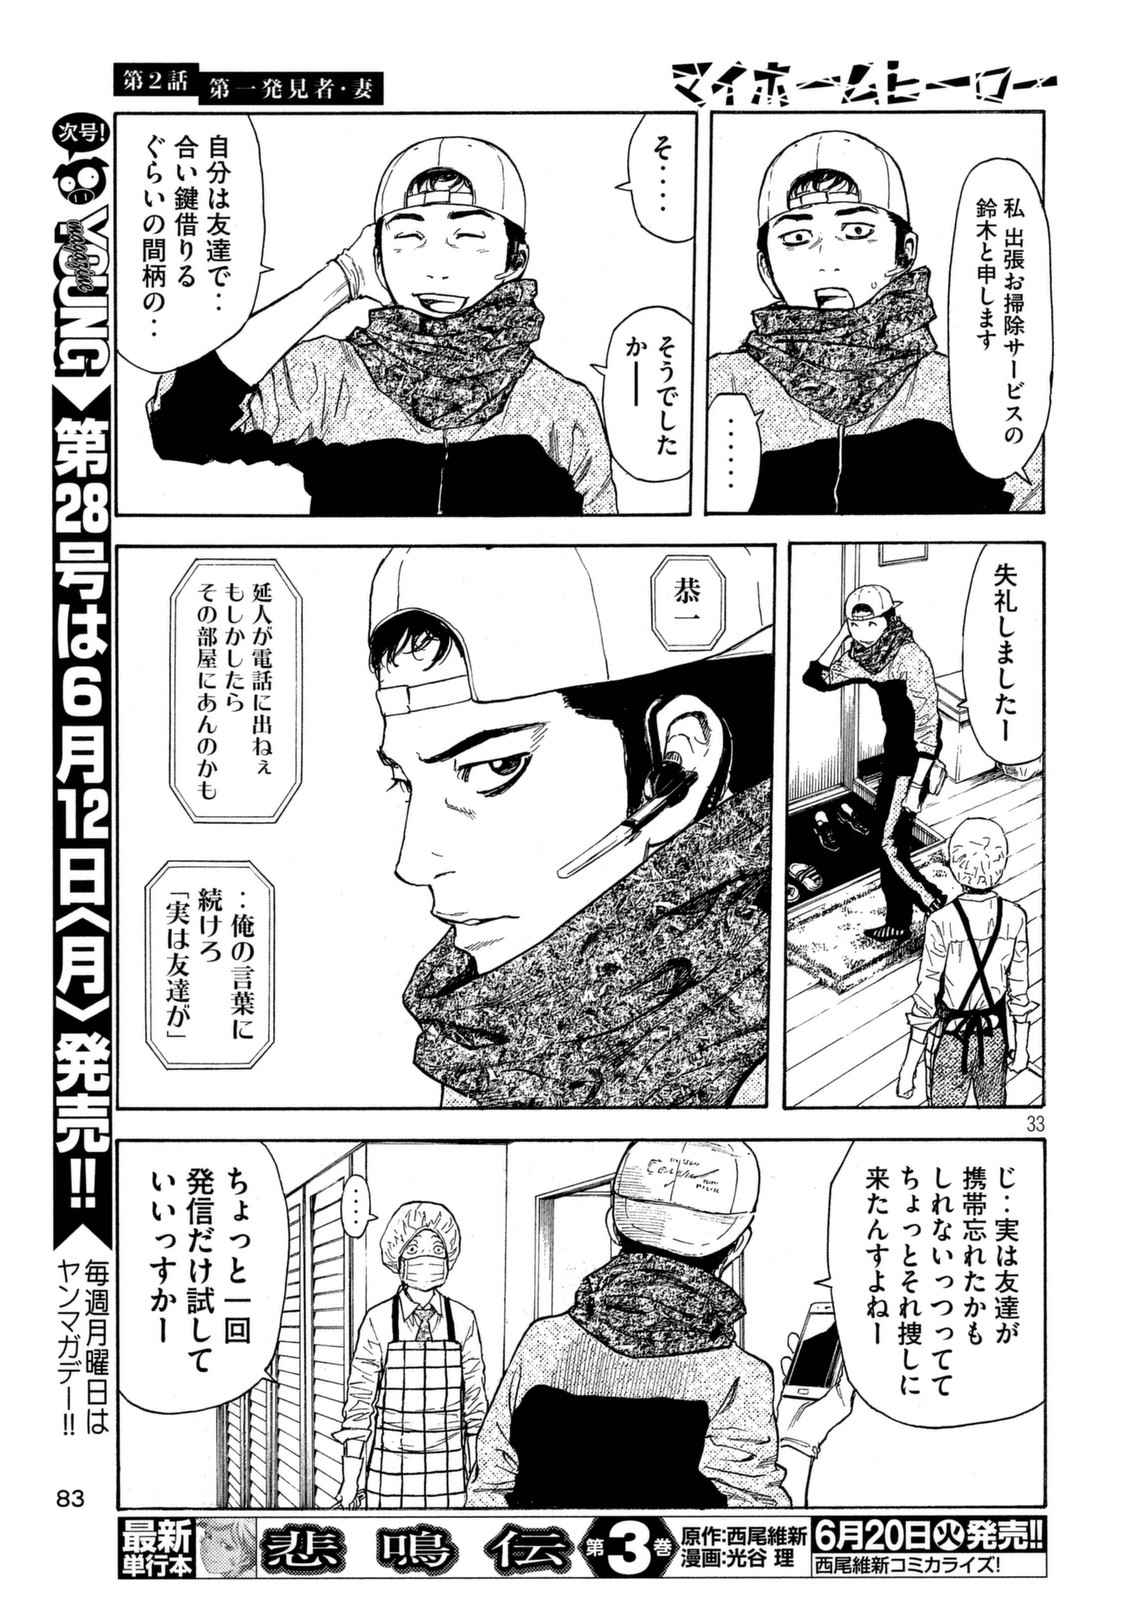 第2話
第一発見者・妻
マイホームヒーロー
私 出張お掃除サービスの
鈴木と申します
‥‥‥
そ‥‥
そうでした
かー
自分は友達で‥
合い鍵借りる
ぐらいの間柄の‥
失礼しましたー
恭一
延人が電話に出ねぇ
もしかしたら
その部屋にあんのかも
‥俺の言葉に
続けろ
「実は友達が」
33
じ‥実は友達が
携帯忘れたかも
しれないっつってて
ちょっとそれ捜しに
来たんすよねー
‥‥
ちょっと一回
発信だけ試して
いいっすかー
次号!
YOUNG
magazine
第28号は6月12日〈月〉発売!!
毎週月曜日は
ヤンマガデー!!
83
最新
単行本
悲鳴伝
第3巻
原作:西尾維新
漫画:光谷 理
6月20日火発売!!
西尾維新コミカライズ!